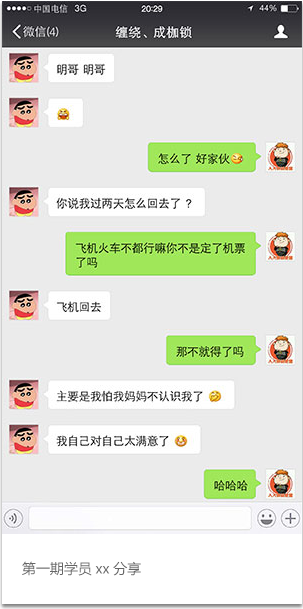 中国电信 3G 20:29 44%
微信(4) 缠绕、成枷锁
明哥 明哥
怎么了 好家伙
你说我过两天怎么回去了？
飞机火车不都行嘛你不是定了机票
了吗
飞机回去
那不就得了吗
主要是我怕我妈妈不认识我了
我自己对自己太满意了
哈哈哈
第一期学员 xx 分享